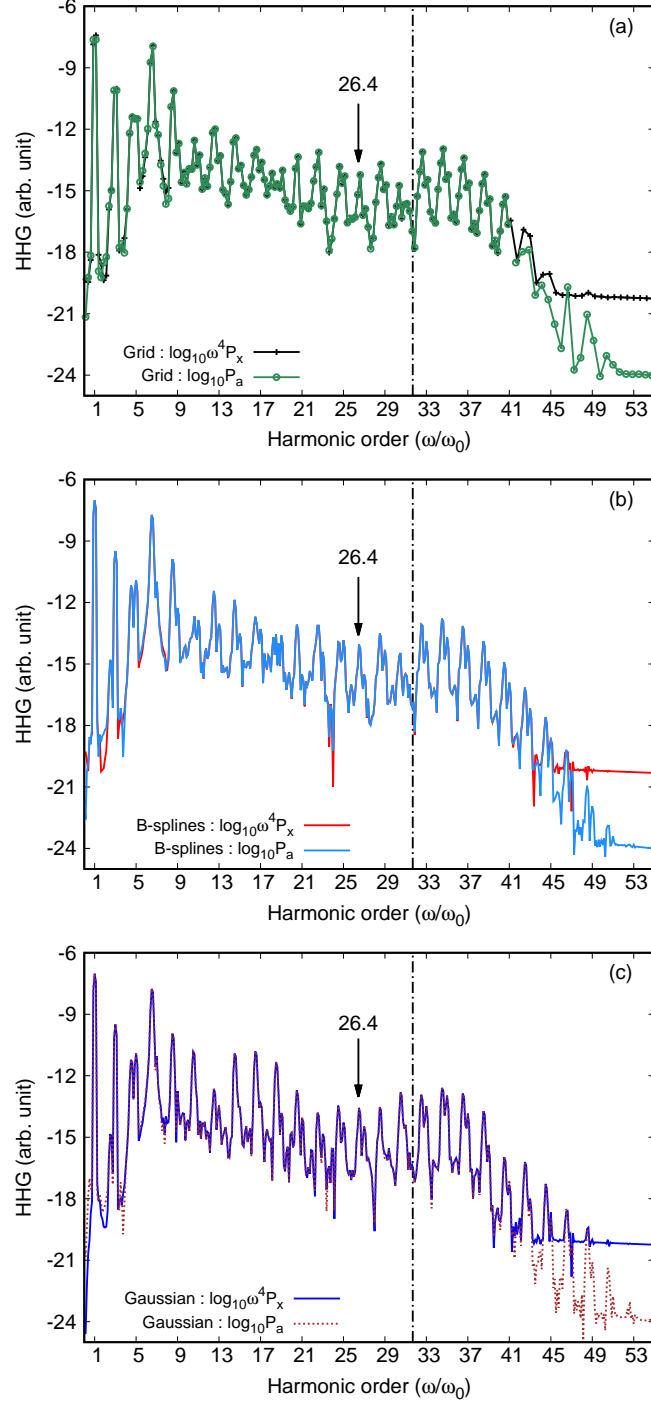 -6
(a)
-9
26.4
-12
-15
-18
-21
-24
HHG (arb. unit)
Grid : log₁₀ω⁴Pₓ
Grid : log₁₀Pₐ
1 5 9 13 17 21 25 29 33 37 41 45 49 53
Harmonic order (ω/ω₀)
-6
(b)
-9
26.4
-12
-15
-18
-21
-24
HHG (arb. unit)
B-splines : log₁₀ω⁴Pₓ
B-splines : log₁₀Pₐ
1 5 9 13 17 21 25 29 33 37 41 45 49 53
Harmonic order (ω/ω₀)
-6
(c)
-9
26.4
-12
-15
-18
-21
-24
HHG (arb. unit)
Gaussian : log₁₀ω⁴Pₓ
Gaussian : log₁₀Pₐ
1 5 9 13 17 21 25 29 33 37 41 45 49 53
Harmonic order (ω/ω₀)